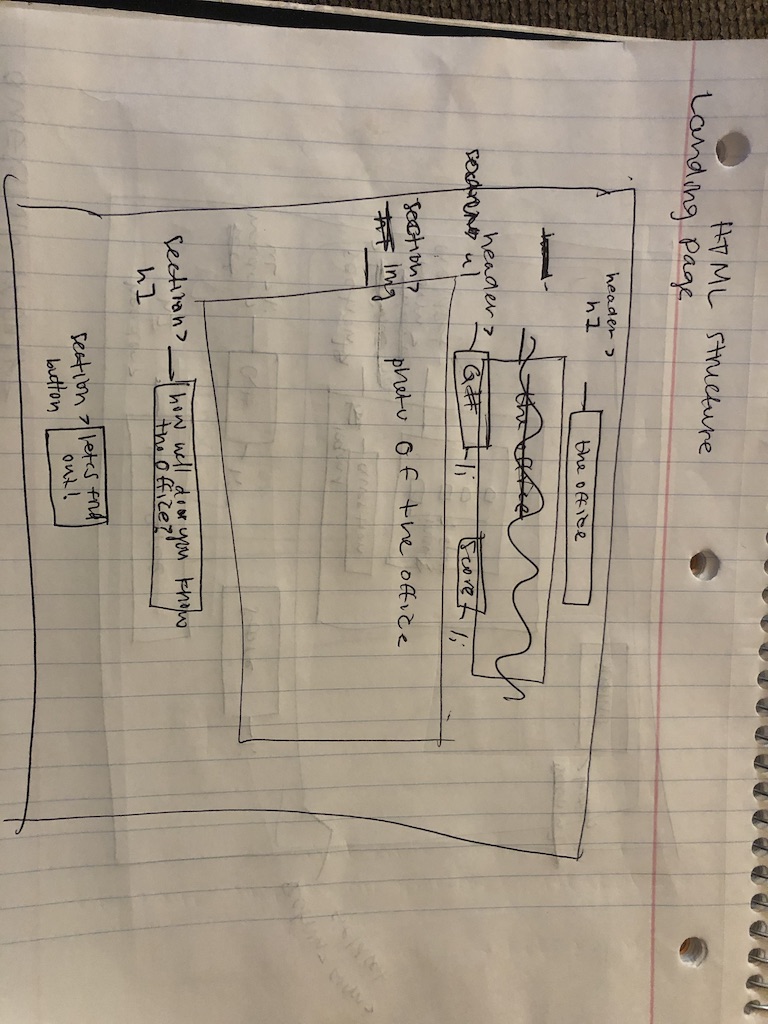 HTML structure
Landing page
header >
h1
the office
header >
ul
Q#
li
score
li
section >
img
photo of the office
section >
h1
how well do you know
the office?
section >
button
let's find
out!